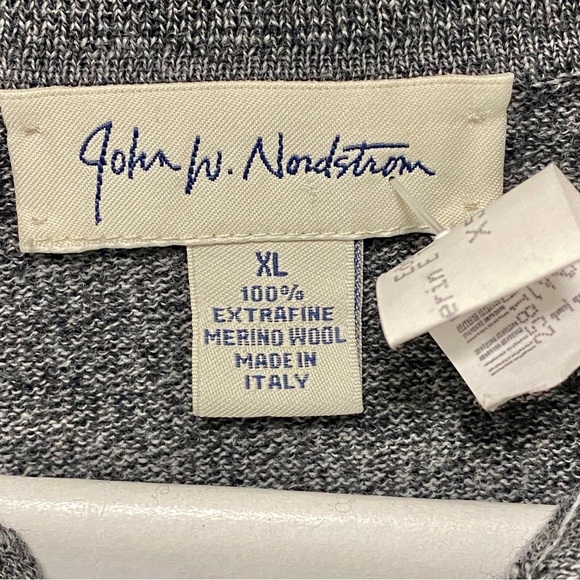 John W. Nordstrom
XL
100%
EXTRAFINE
MERINO WOOL
MADE IN
ITALY